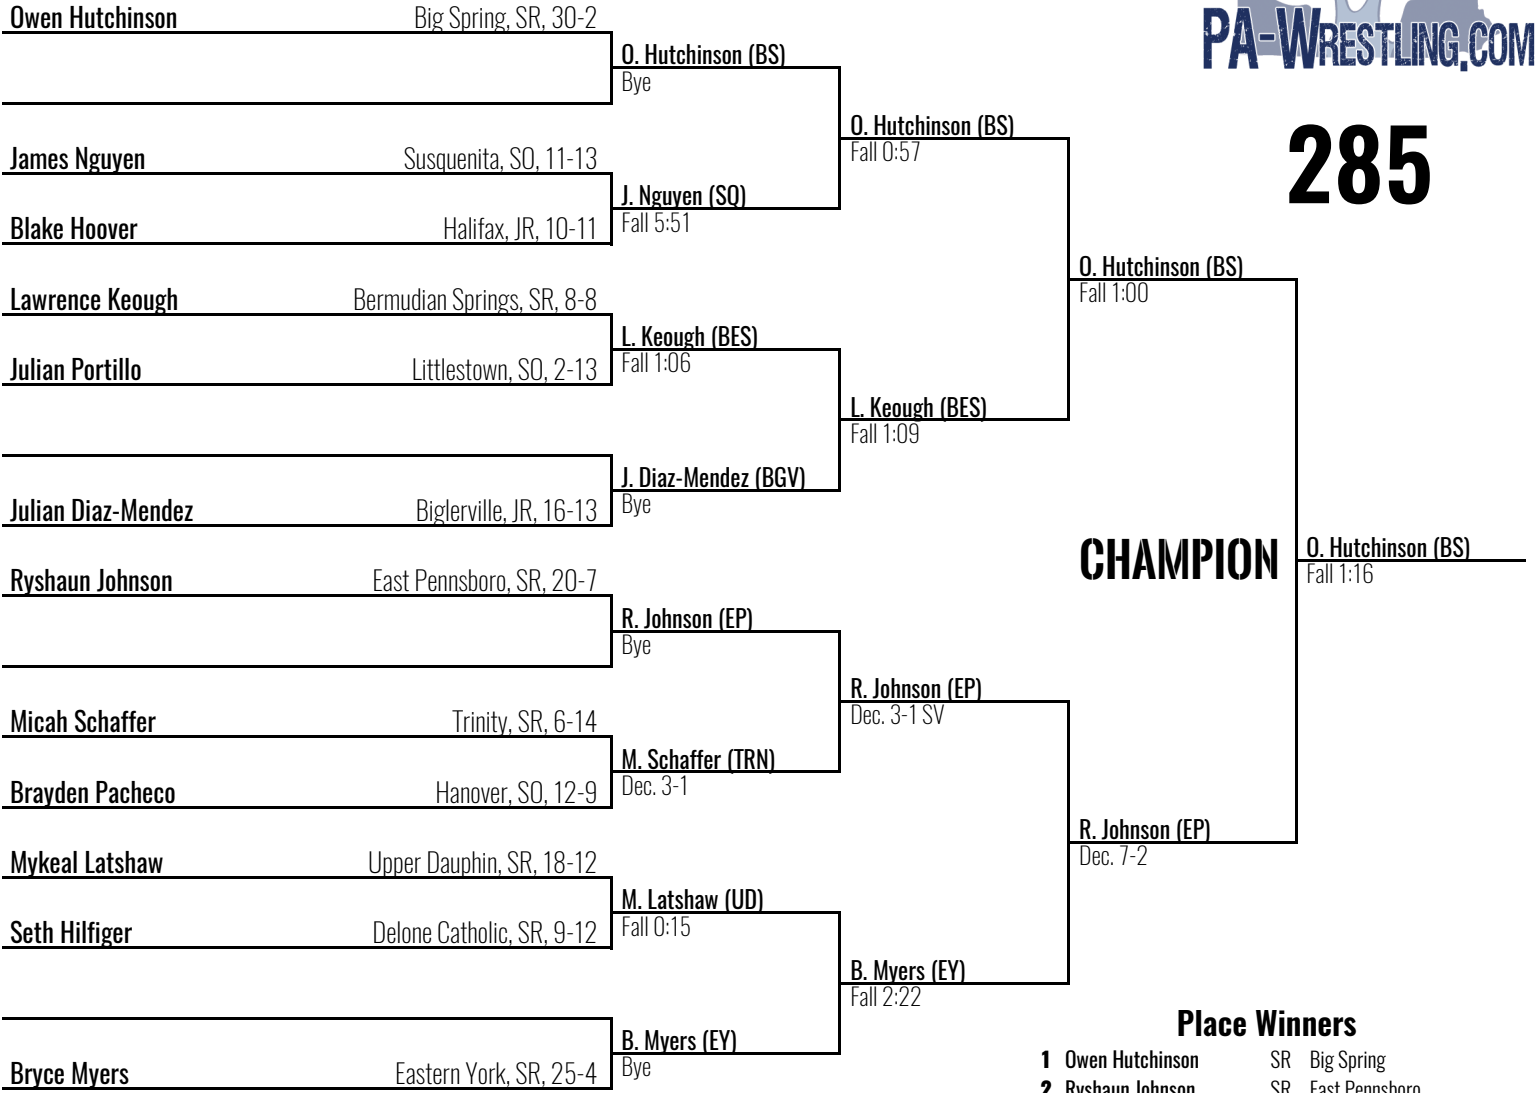 Owen Hutchinson Big Spring, SR, 30-2
O. Hutchinson (BS)
Bye
PA-WRESTLING.COM
James Nguyen Susquenita, SO, 11-13
O. Hutchinson (BS)
Fall 0:57
285
J. Nguyen (SQ)
Fall 5:51
Blake Hoover Halifax, JR, 10-11
O. Hutchinson (BS)
Fall 1:00
Lawrence Keough Bermudian Springs, SR, 8-8
L. Keough (BES)
Fall 1:06
Julian Portillo Littlestown, SO, 2-13
L. Keough (BES)
Fall 1:09
J. Diaz-Mendez (BGV)
Bye
Julian Diaz-Mendez Biglerville, JR, 16-13
CHAMPION
O. Hutchinson (BS)
Fall 1:16
Ryshaun Johnson East Pennsboro, SR, 20-7
R. Johnson (EP)
Bye
R. Johnson (EP)
Dec. 3-1 SV
Micah Schaffer Trinity, SR, 6-14
M. Schaffer (TRN)
Dec. 3-1
Brayden Pacheco Hanover, SO, 12-9
R. Johnson (EP)
Dec. 7-2
Mykeal Latshaw Upper Dauphin, SR, 18-12
M. Latshaw (UD)
Fall 0:15
Seth Hilfiger Delone Catholic, SR, 9-12
B. Myers (EY)
Fall 2:22
B. Myers (EY)
Bye
Bryce Myers Eastern York, SR, 25-4
Place Winners
1 Owen Hutchinson SR Big Spring
2 Ryshaun Johnson SR East Pennsboro